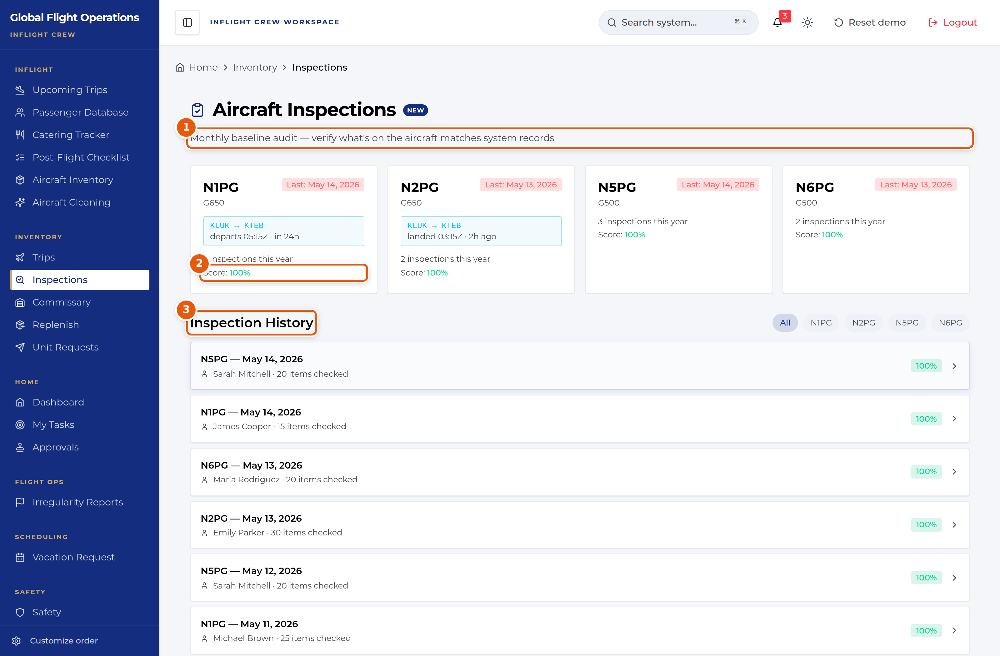 Global Flight Operations
INFLIGHT CREW
INFLIGHT
Upcoming Trips
Passenger Database
Catering Tracker
Post-Flight Checklist
Aircraft Inventory
Aircraft Cleaning
INVENTORY
Trips
Inspections
Commissary
Replenish
Unit Requests
HOME
Dashboard
My Tasks
Approvals
FLIGHT OPS
Irregularity Reports
SCHEDULING
Vacation Request
SAFETY
Safety
Customize order
INFLIGHT CREW WORKSPACE
Search system...
⌘ K
3
Reset demo
Logout
Home > Inventory > Inspections
Aircraft Inspections NEW
1
Monthly baseline audit — verify what's on the aircraft matches system records
N1PG
Last: May 14, 2026
G650
KLUK → KTEB
departs 05:15Z · in 24h
inspections this year
2
Score: 100%
N2PG
Last: May 13, 2026
G650
KLUK → KTEB
landed 03:15Z · 2h ago
2 inspections this year
Score: 100%
N5PG
Last: May 14, 2026
G500
3 inspections this year
Score: 100%
N6PG
Last: May 13, 2026
G500
2 inspections this year
Score: 100%
3
Inspection History
All
N1PG
N2PG
N5PG
N6PG
N5PG — May 14, 2026
Sarah Mitchell · 20 items checked
100%
N1PG — May 14, 2026
James Cooper · 15 items checked
100%
N6PG — May 13, 2026
Maria Rodriguez · 20 items checked
100%
N2PG — May 13, 2026
Emily Parker · 30 items checked
100%
N5PG — May 12, 2026
Sarah Mitchell · 20 items checked
100%
N1PG — May 11, 2026
Michael Brown · 25 items checked
100%